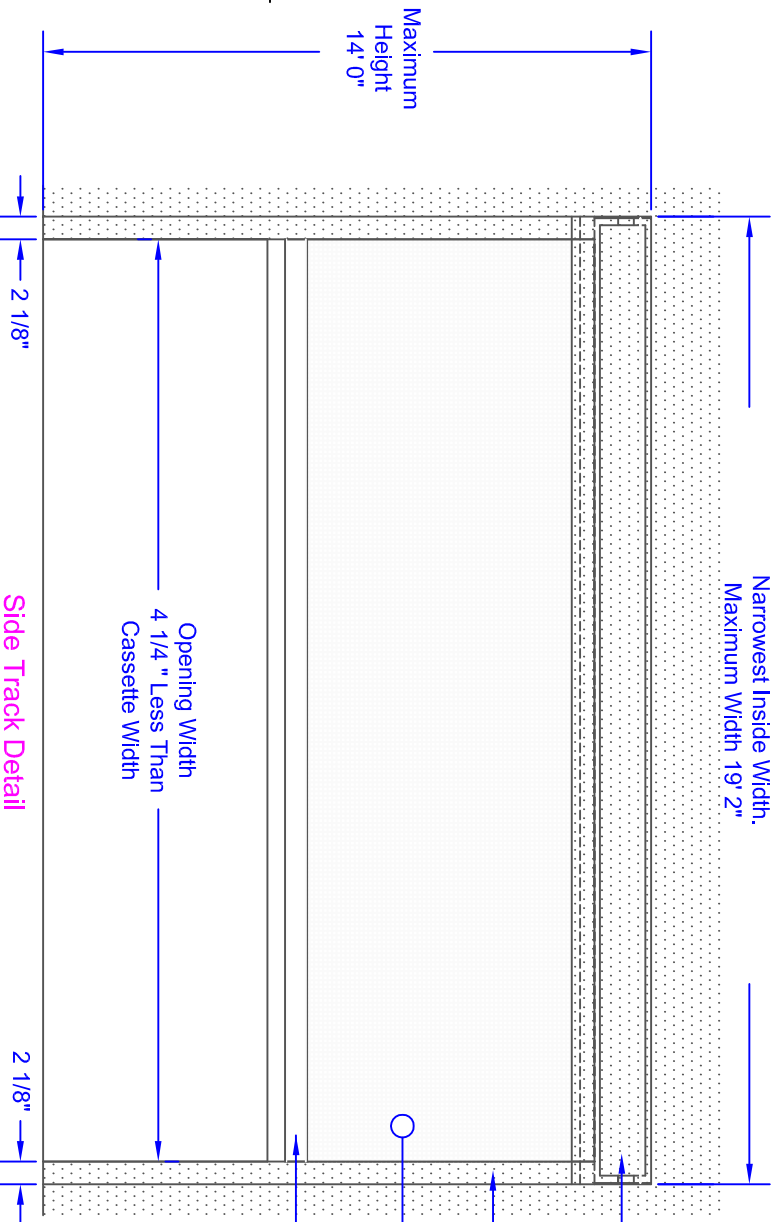 Narrowest Inside Width.
Maximum Width 19' 2"
Maximum
Height
14' 0"
Opening Width
4 1/4 " Less Than
Cassette Width
2 1/8"
2 1/8"
Side Track Detail